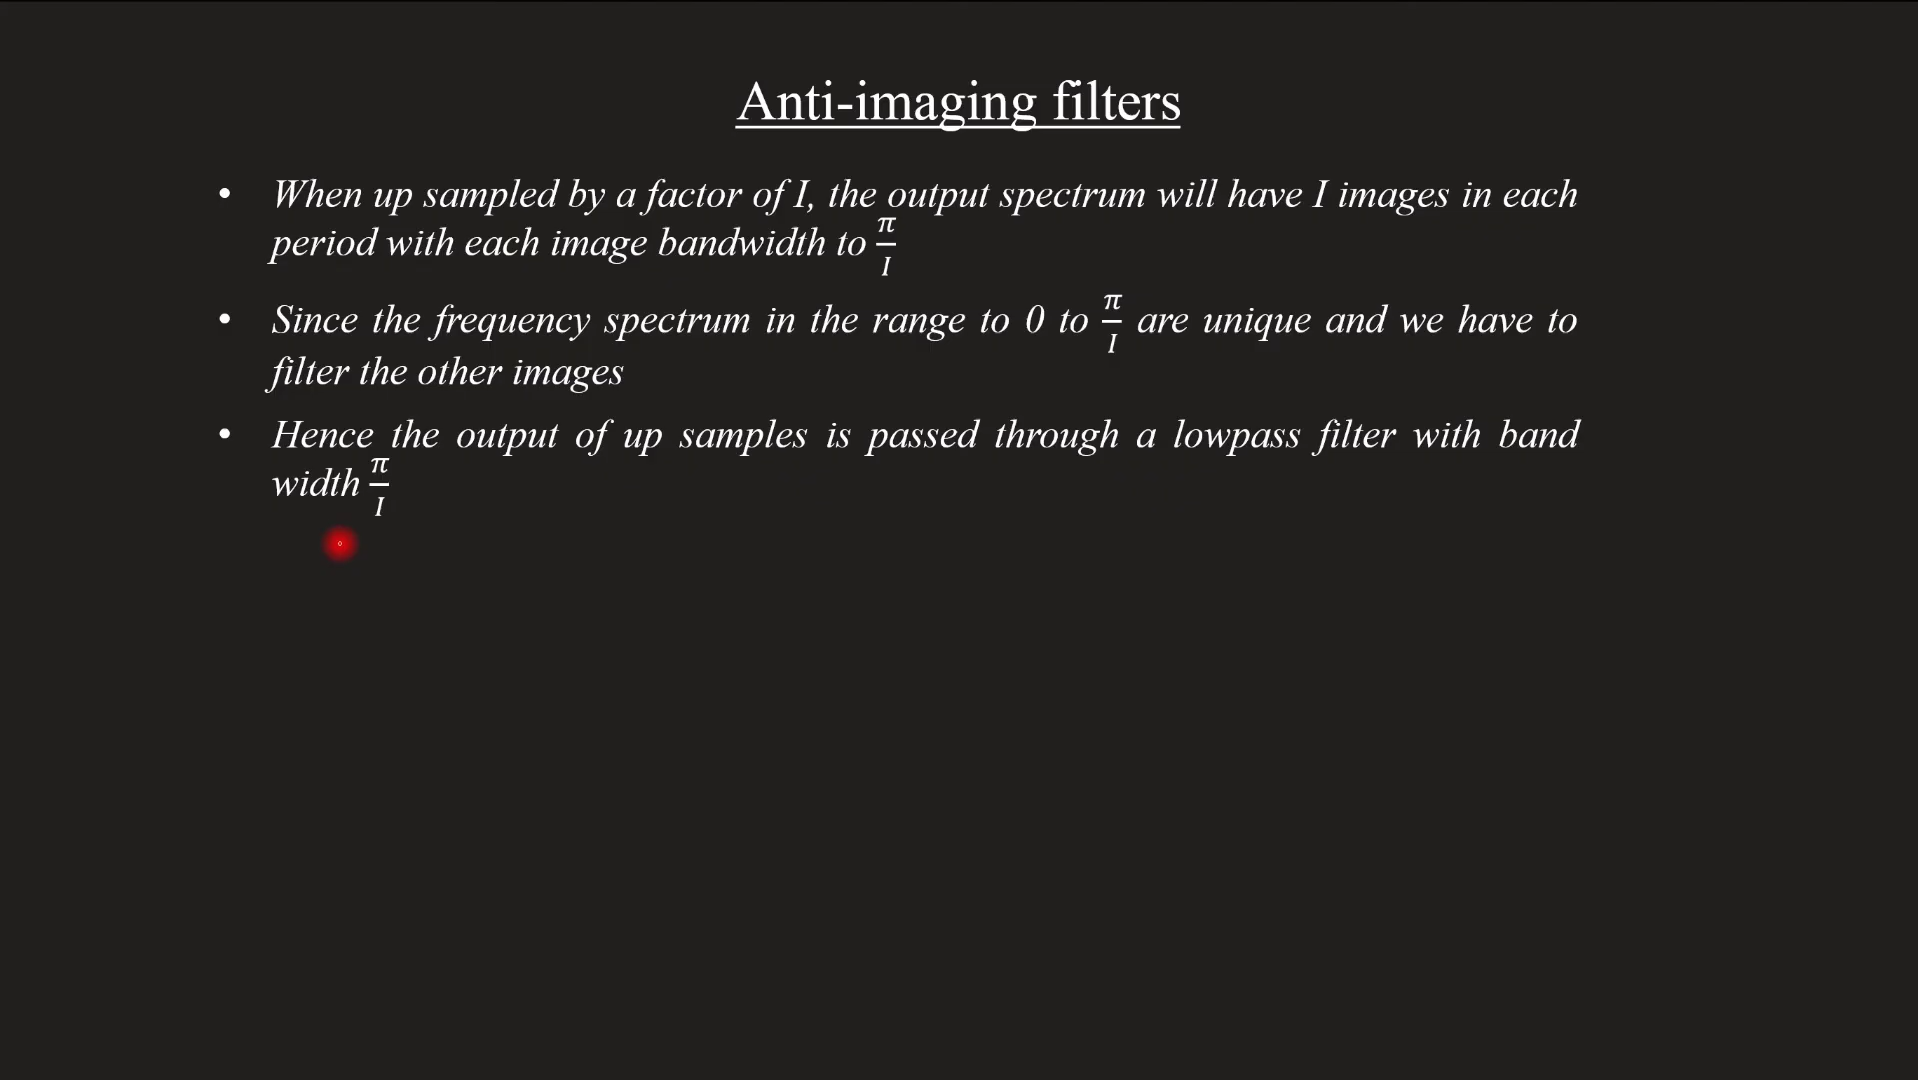 Anti-imaging filters
• When up sampled by a factor of I, the output spectrum will have I images in each
period with each image bandwidth to π/I
• Since the frequency spectrum in the range to 0 to π/I are unique and we have to
filter the other images
• Hence the output of up samples is passed through a lowpass filter with band
width π/I